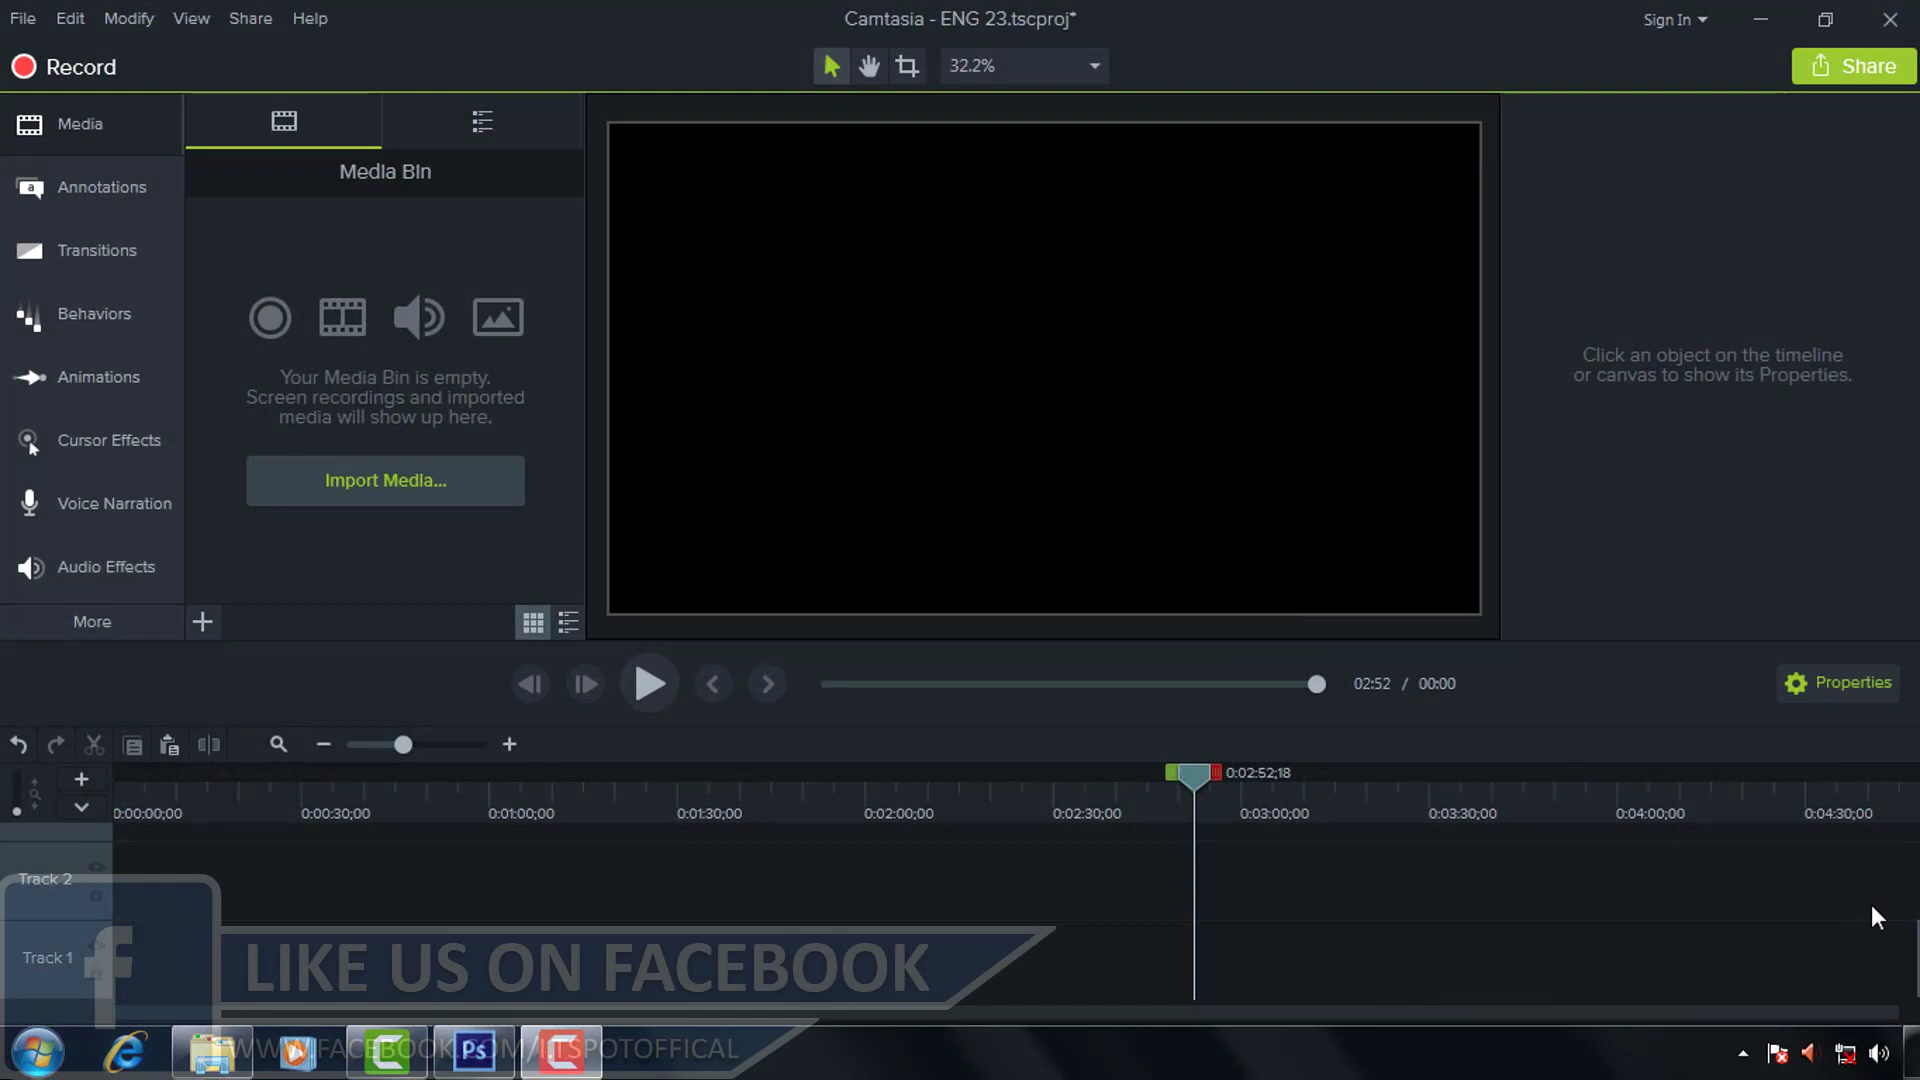 File Edit Modify View Share Help
Camtasia - ENG 23.tscproj*
Sign In
Record
32.2%
Share
Media
Annotations
Transitions
Behaviors
Animations
Cursor Effects
Voice Narration
Audio Effects
More
Media Bin
Your Media Bin is empty.
Screen recordings and imported
media will show up here.
Import Media...
Click an object on the timeline
or canvas to show its Properties.
02:52 / 00:00
Properties
0:02:52;18
0:00:00;00 0:00:30;00 0:01:00;00 0:01:30;00 0:02:00;00 0:02:30;00 0:03:00;00 0:03:30;00 0:04:00;00 0:04:30;00
Track 2
Track 1
LIKE US ON FACEBOOK
WWW.FACEBOOK.COM/ITSPOTOFFICAL
Ps